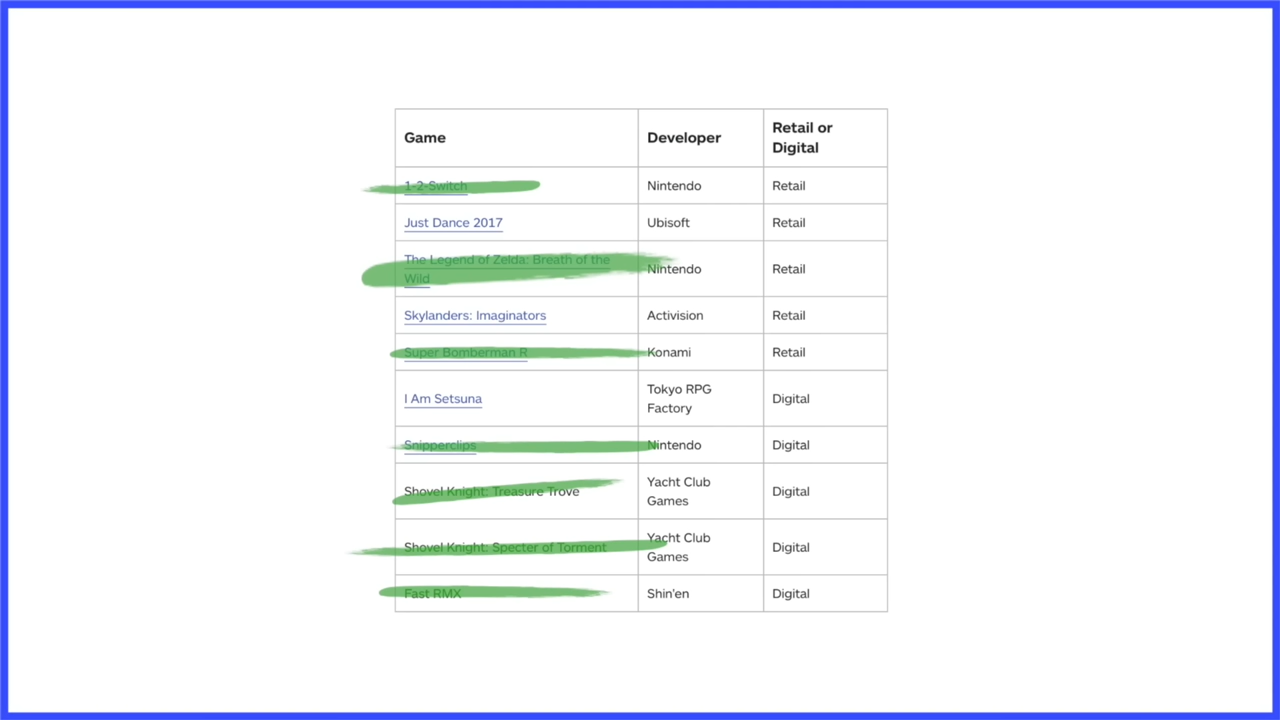 Game Developer Retail or
Digital
1-2-Switch Nintendo Retail
Just Dance 2017 Ubisoft Retail
The Legend of Zelda: Breath of the
Wild Nintendo Retail
Skylanders: Imaginators Activision Retail
Super Bomberman R Konami Retail
I Am Setsuna Tokyo RPG
Factory Digital
Snipperclips Nintendo Digital
Shovel Knight: Treasure Trove Yacht Club
Games Digital
Shovel Knight: Specter of Torment Yacht Club
Games Digital
Fast RMX Shin'en Digital